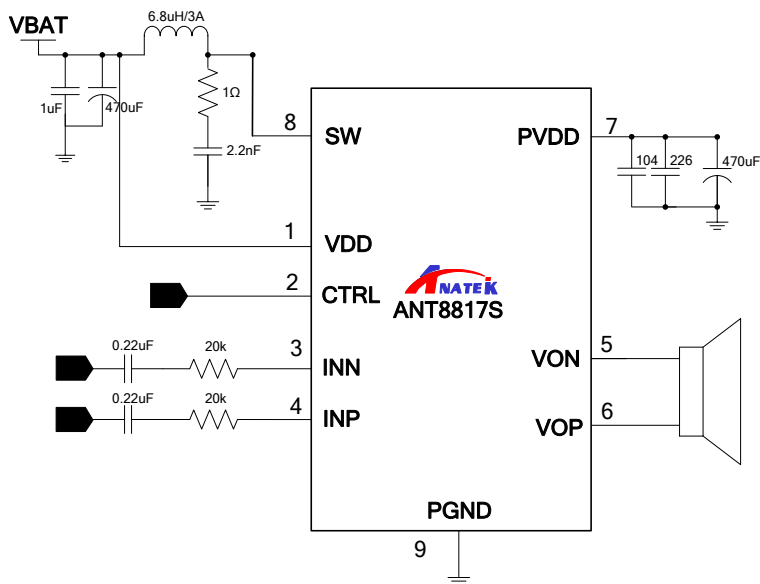 VBAT
6.8uH/3A
1uF
470uF
1Ω
2.2nF
8
SW
PVDD
7
104
226
470uF
1
VDD
2
CTRL
ANATEK
ANT8817S
0.22uF
20k
3
INN
VON
5
0.22uF
20k
4
INP
VOP
6
PGND
9